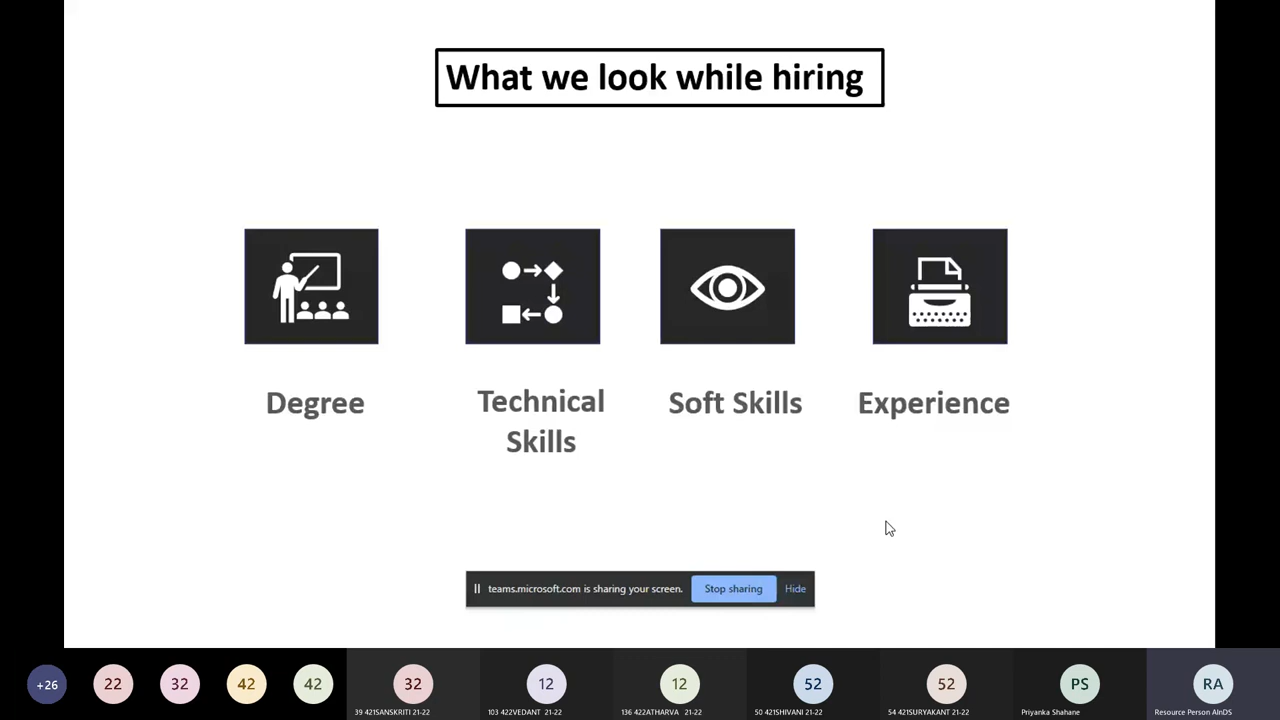 What we look while hiring
Degree
Technical
Skills
Soft Skills
Experience
teams.microsoft.com is sharing your screen.
Stop sharing
Hide
+26
22
32
42
42
32
12
12
52
52
PS
RA
39 421SANSKRITI 21-22
103 422VEDANT 21-22
136 422ATHARVA 21-22
50 421SHIVANI 21-22
54 421SURYAKANT 21-22
Priyanka Shahane
Resource Person AInDS